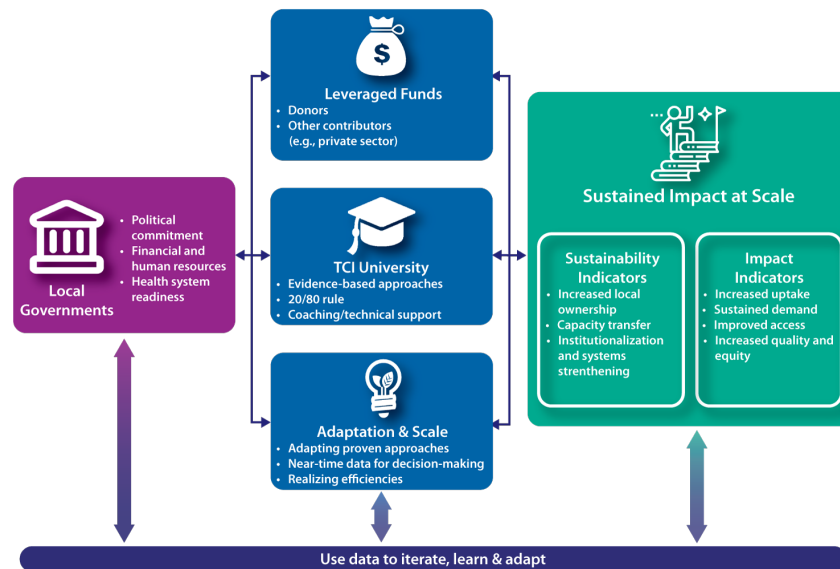 $
Leveraged Funds
• Donors
• Other contributors
(e.g., private sector)
Local
Governments
• Political
commitment
• Financial and
human resources
• Health system
readiness
TCI University
• Evidence-based approaches
• 20/80 rule
• Coaching/technical support
Adaptation & Scale
• Adapting proven approaches
• Near-time data for decision-making
• Realizing efficiencies
Sustained Impact at Scale
Sustainability
Indicators
• Increased local
ownership
• Capacity transfer
• Institutionalization
and systems
strenthening
Impact
Indicators
• Increased uptake
• Sustained demand
• Improved access
• Increased quality and
equity
Use data to iterate, learn & adapt